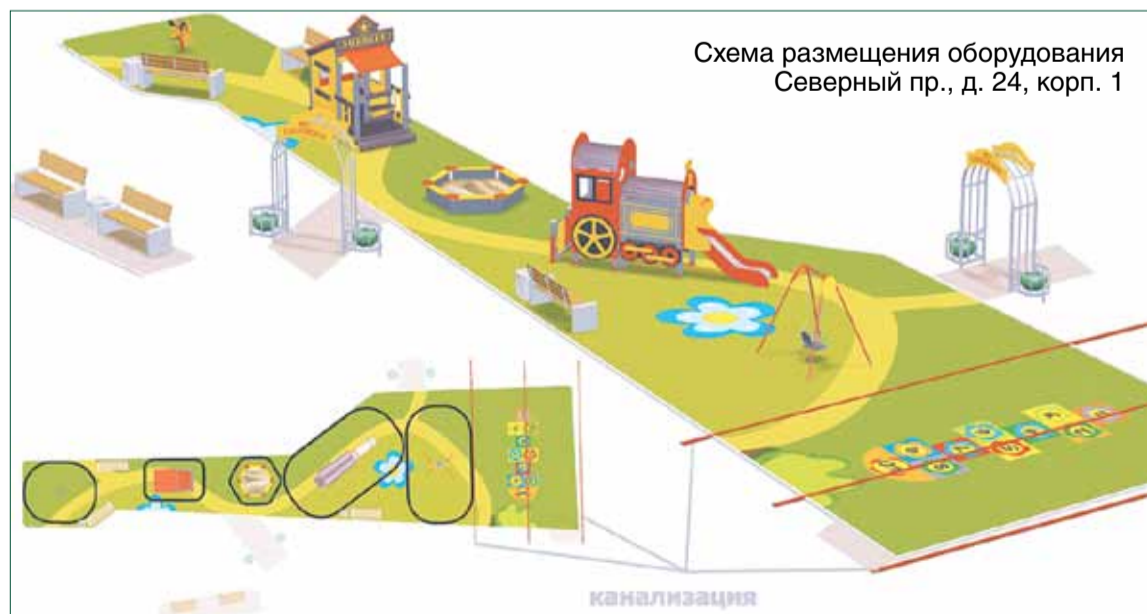 Схема размещения оборудования
Северный пр., д. 24, корп. 1
канализация